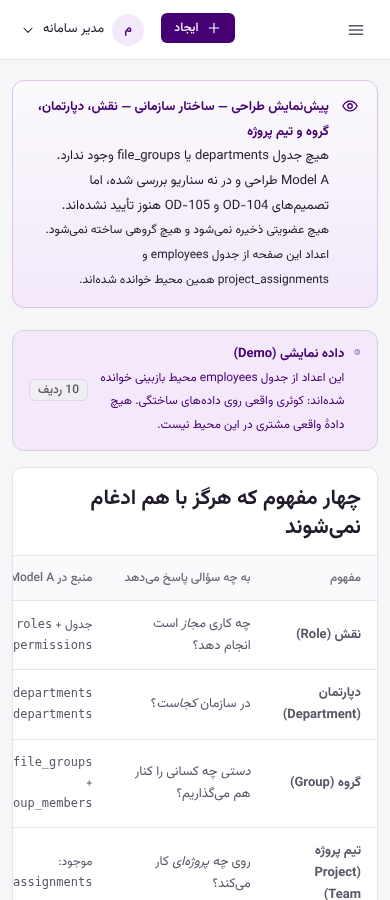 ایجاد
م
مدیر سامانه
پیش‌نمایش طراحی — ساختار سازمانی — نقش، دپارتمان،
گروه و تیم پروژه
هیچ جدول departments یا file_groups وجود ندارد.
Model A طراحی و در نه سناریو بررسی شده، اما
تصمیم‌های OD-104 و OD-105 هنوز تأیید نشده‌اند.
هیچ عضویتی ذخیره نمی‌شود و هیچ گروهی ساخته نمی‌شود.
اعداد این صفحه از جدول employees و
project_assignments همین محیط خوانده شده‌اند.
داده نمایشی (Demo)
این اعداد از جدول employees محیط بازبینی خوانده
شده‌اند: کوئری واقعی روی داده‌های ساختگی. هیچ
دادهٔ واقعی مشتری در این محیط نیست.
10 ردیف
چهار مفهوم که هرگز با هم ادغام
نمی‌شوند
مفهوم
به چه سؤالی پاسخ می‌دهد
منبع در Model A
نقش (Role)
چه کاری مجاز است
انجام دهد؟
جدول roles +
permissions
دپارتمان
(Department)
در سازمان کجاست؟
departments
departments
گروه (Group)
دستی چه کسانی را کنار
هم می‌گذاریم؟
file_groups
+
oup_members
تیم پروژه
(Project
Team)
روی چه پروژه‌ای کار
می‌کند؟
موجود:
assignments